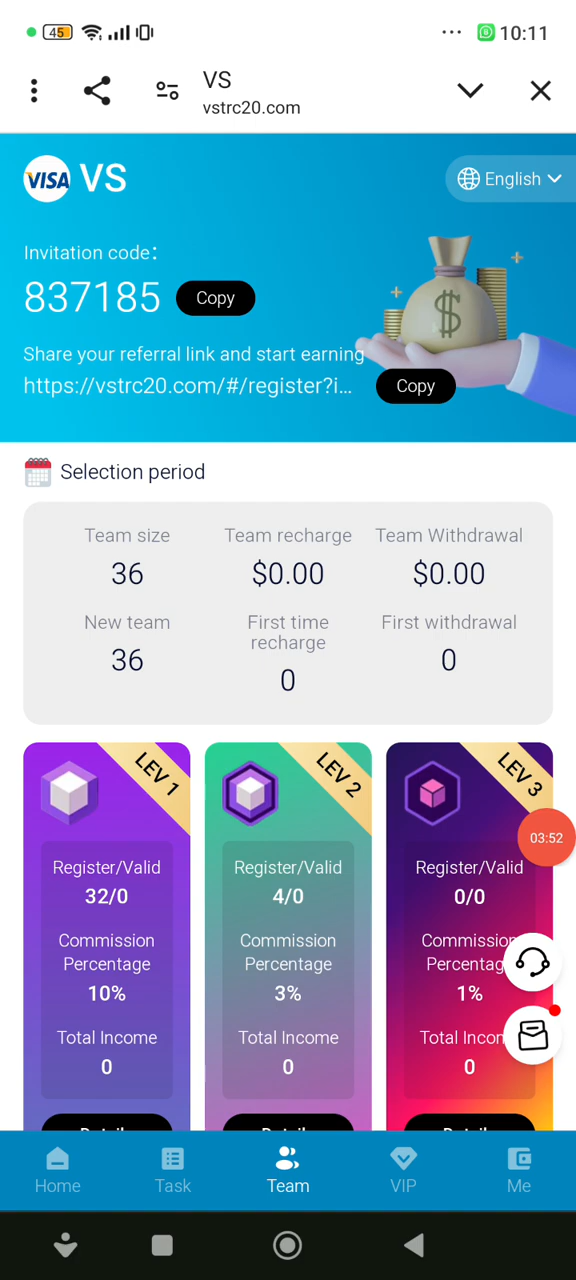 45 ... 10:11
VS
vstrc20.com
VISA VS
English
Invitation code:
837185 Copy
Share your referral link and start earning
https://vstrc20.com/#/register?i... Copy
$
Selection period
Team size Team recharge Team Withdrawal
36 $0.00 $0.00
New team First time recharge First withdrawal
36 0 0
LEV 1 LEV 2 LEV 3
03:52
Register/Valid Register/Valid Register/Valid
32/0 4/0 0/0
Commission Commission Commission
Percentage Percentage Percentag
10% 3% 1%
Total Income Total Income Total Incon
0 0 0
Home Task Team VIP Me